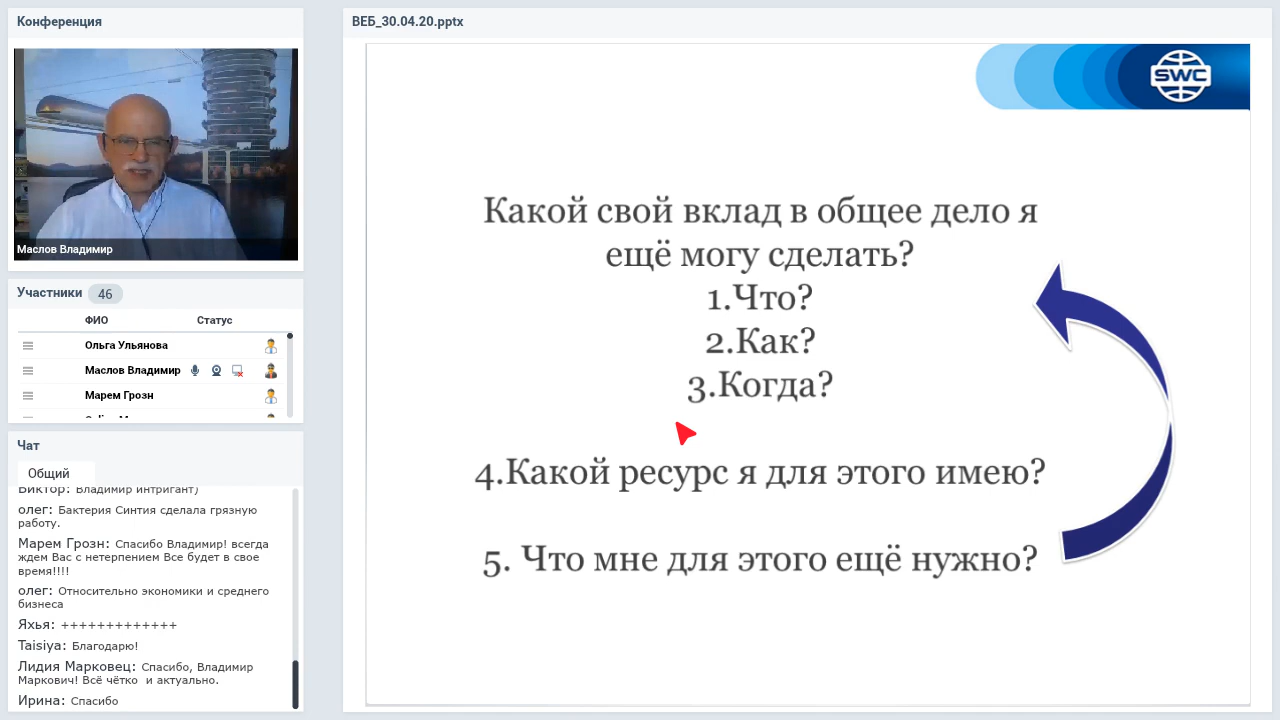 Конференция
Маслов Владимир
Участники 46
ФИО Статус
Ольга Ульянова
Маслов Владимир
Марем Грозн
Чат
Общий
Виктор: Владимир интригант)
олег: Бактерия Синтия сделала грязную
работу.
Марем Грозн: Спасибо Владимир! всегда
ждем Вас с нетерпением Все будет в свое
время!!!!
олег: Относительно экономики и среднего
бизнеса
Яхья: +++++++++++++
Taisiya: Благодарю!
Лидия Марковец: Спасибо, Владимир
Маркович! Всё чётко и актуально.
Ирина: Спасибо
ВЕБ_30.04.20.pptx
SWC
Какой свой вклад в общее дело я
ещё могу сделать?
1.Что?
2.Как?
3.Когда?
4.Какой ресурс я для этого имею?
5. Что мне для этого ещё нужно?